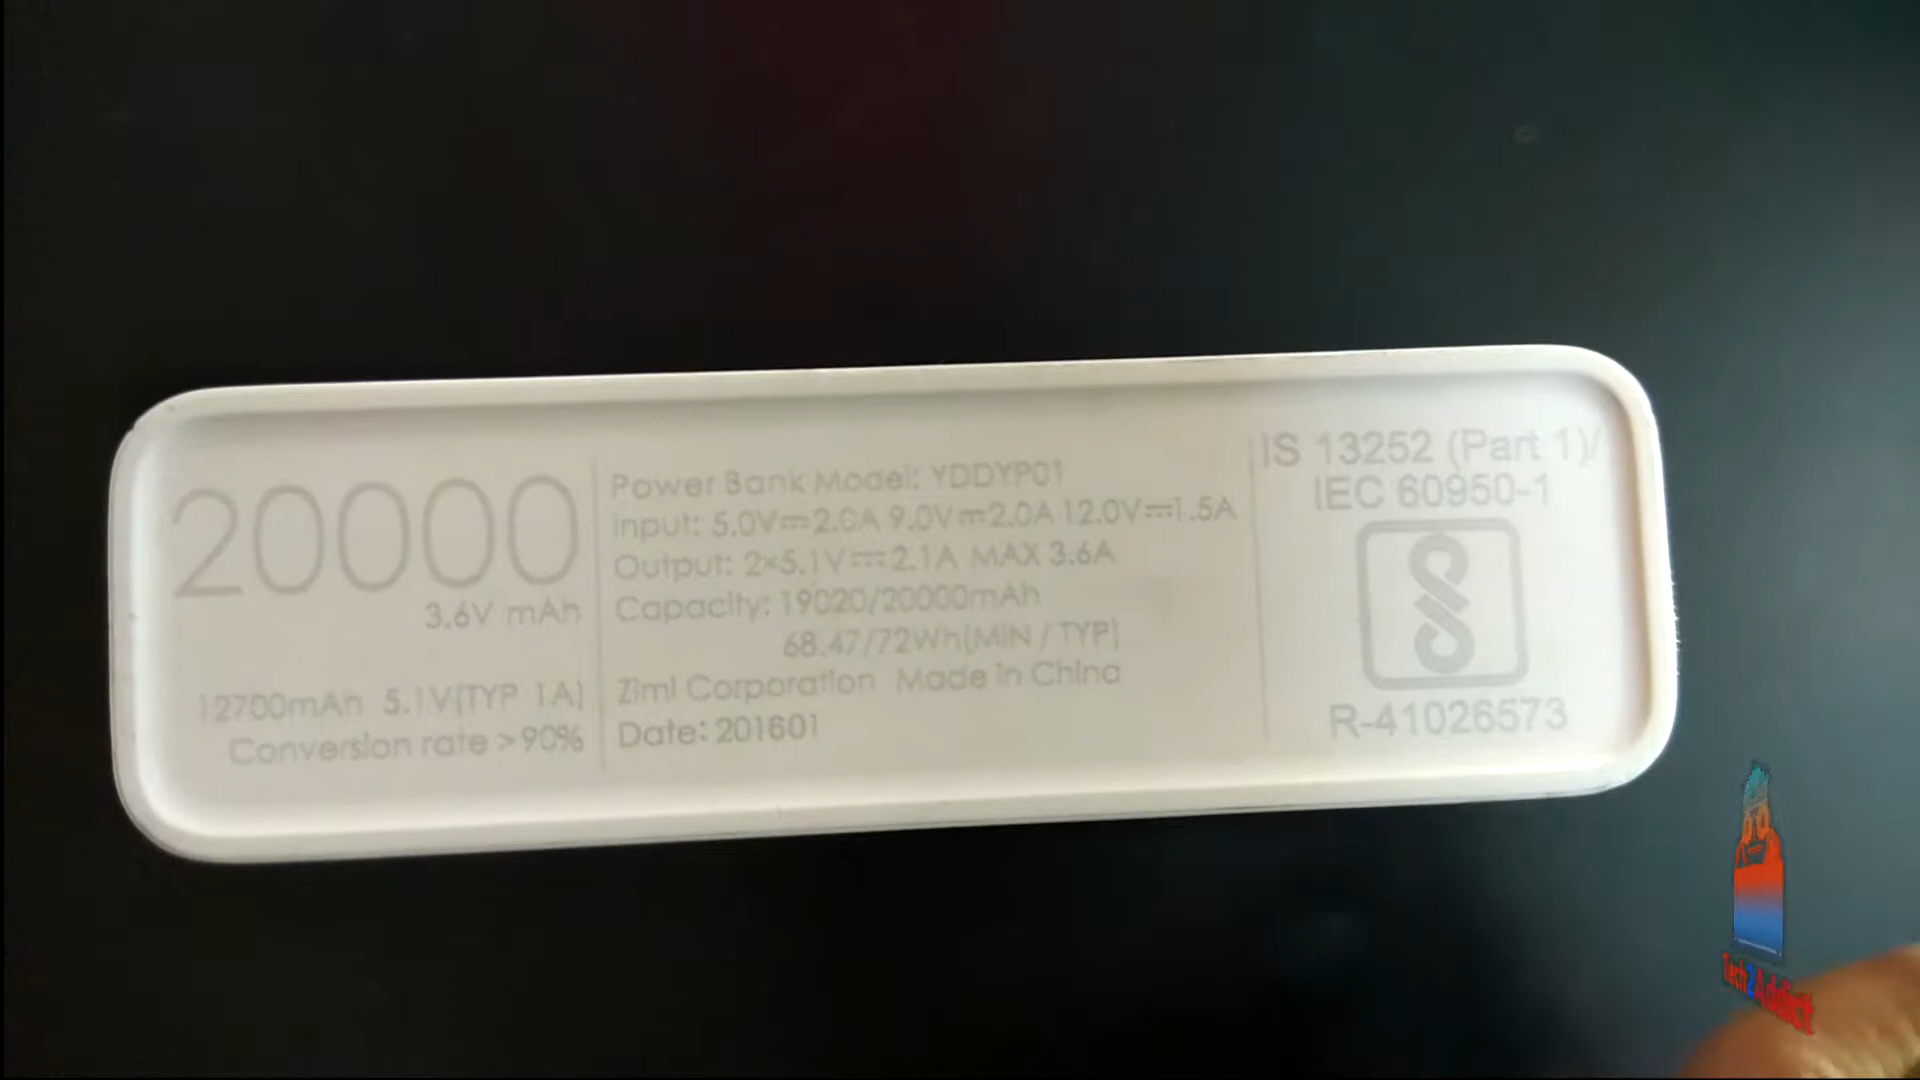 20000
3.6V mAh
12700mAh 5.1V(TYP 1A)
Conversion rate >90%
Power Bank Model: YDDYP01
Input: 5.0V⎓2.0A 9.0V⎓2.0A 12.0V⎓1.5A
Output: 2×5.1V⎓2.1A MAX 3.6A
Capacity: 19020/20000mAh
68.47/72Wh(MIN / TYP)
Zimi Corporation Made in China
Date: 201601
IS 13252 (Part 1)/
IEC 60950-1
R-41026573
Tech2Addict